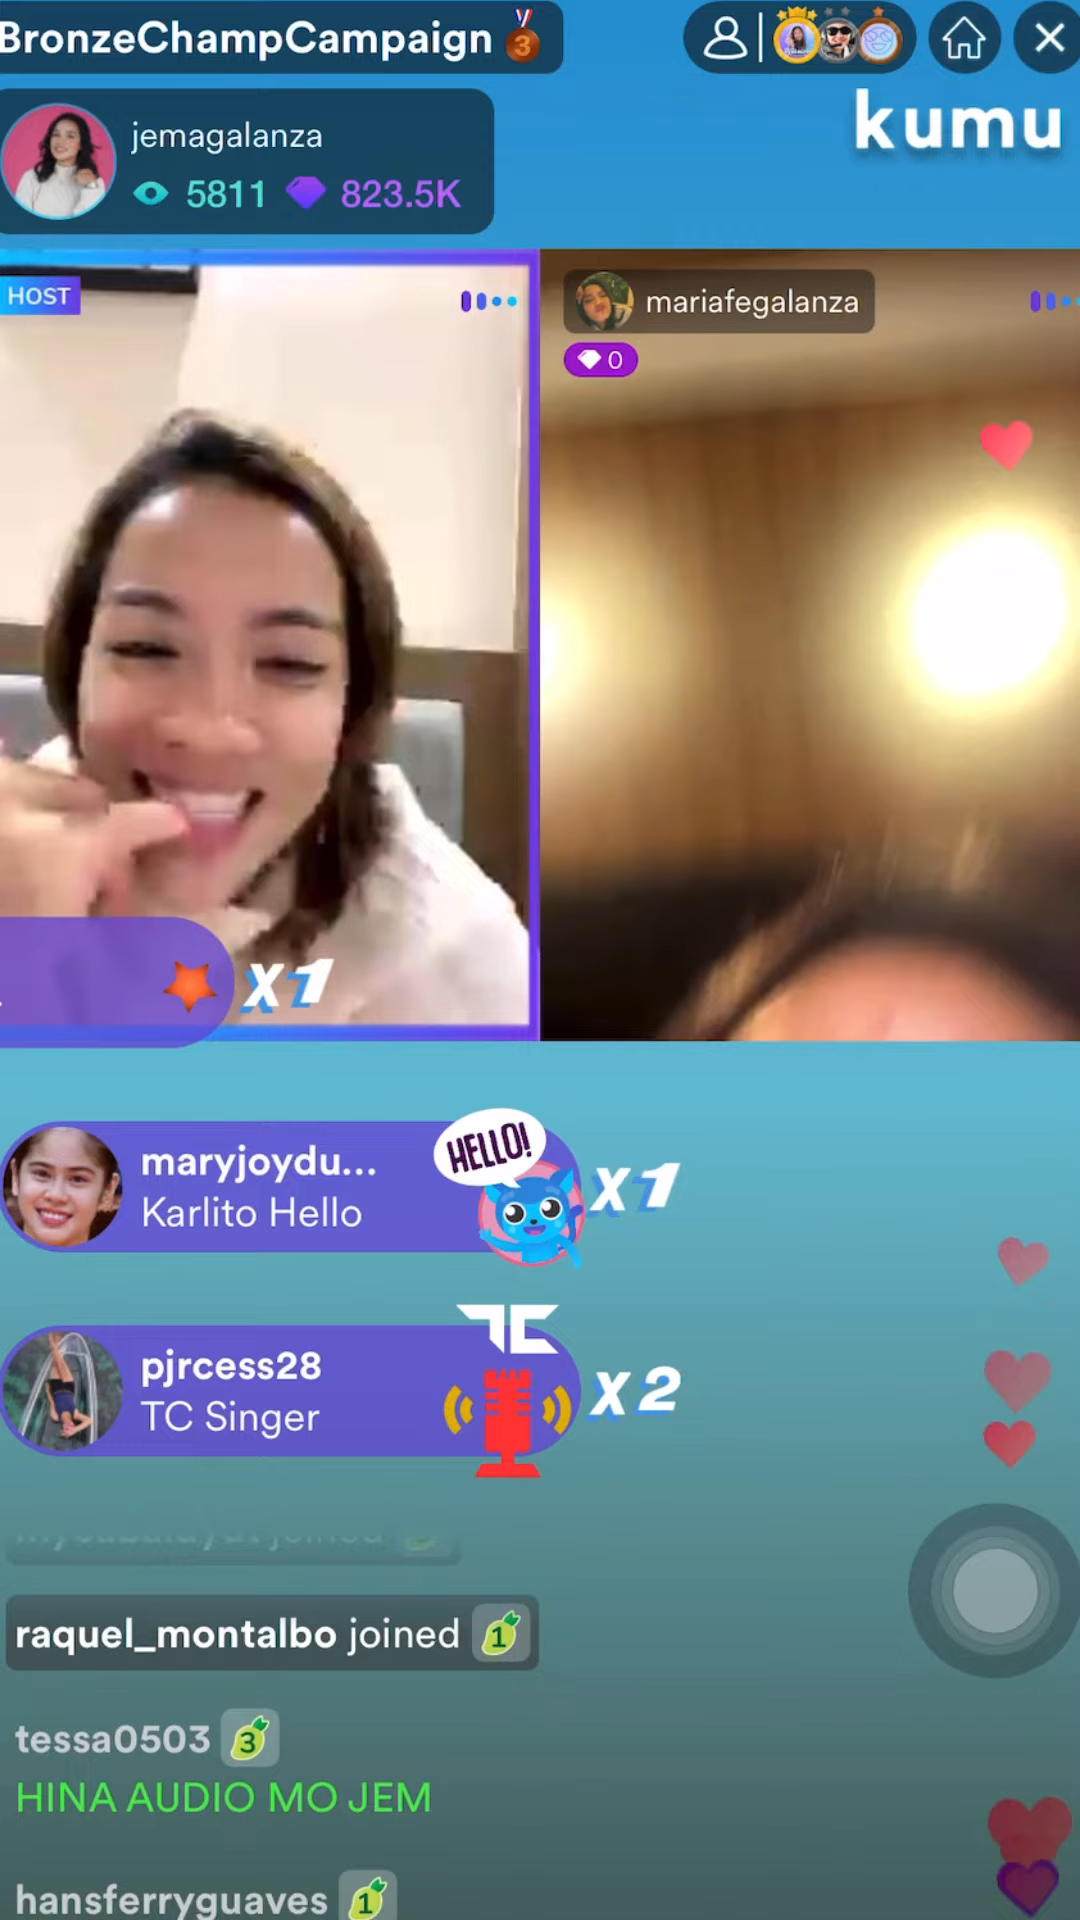 BronzeChampCampaign
3
jemagalanza
5811 823.5K
kumu
HOST
mariafegalanza
0
X1
maryjoydu...
Karlito Hello
HELLO!
X1
TC
pjrcess28
TC Singer
X2
raquel_montalbo joined 1
tessa0503 3
HINA AUDIO MO JEM
hansferryguaves 1